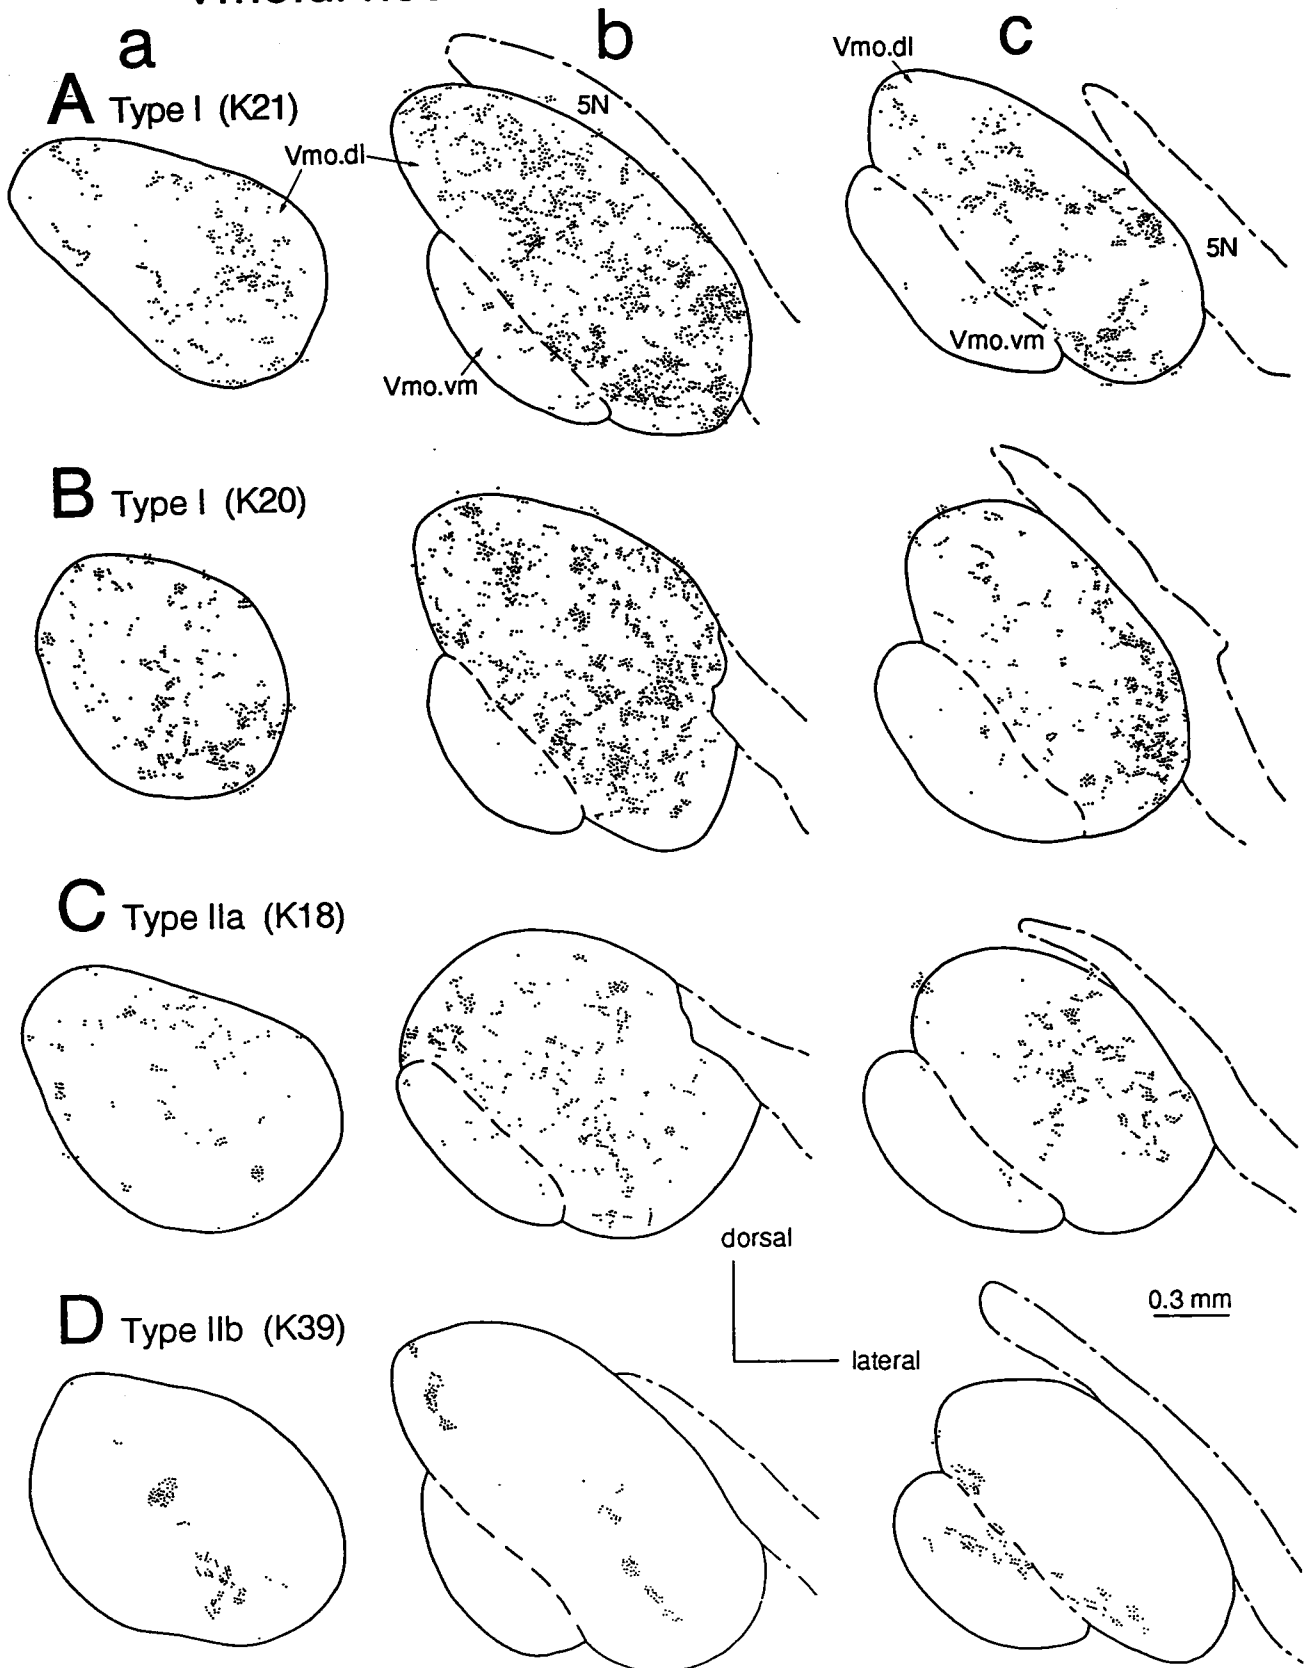 a b c
A Type I (K21)
Vmo.dl
5N
Vmo.vm
Vmo.dl
5N
Vmo.vm
B Type I (K20)
C Type IIa (K18)
dorsal
lateral
0.3 mm
D Type IIb (K39)